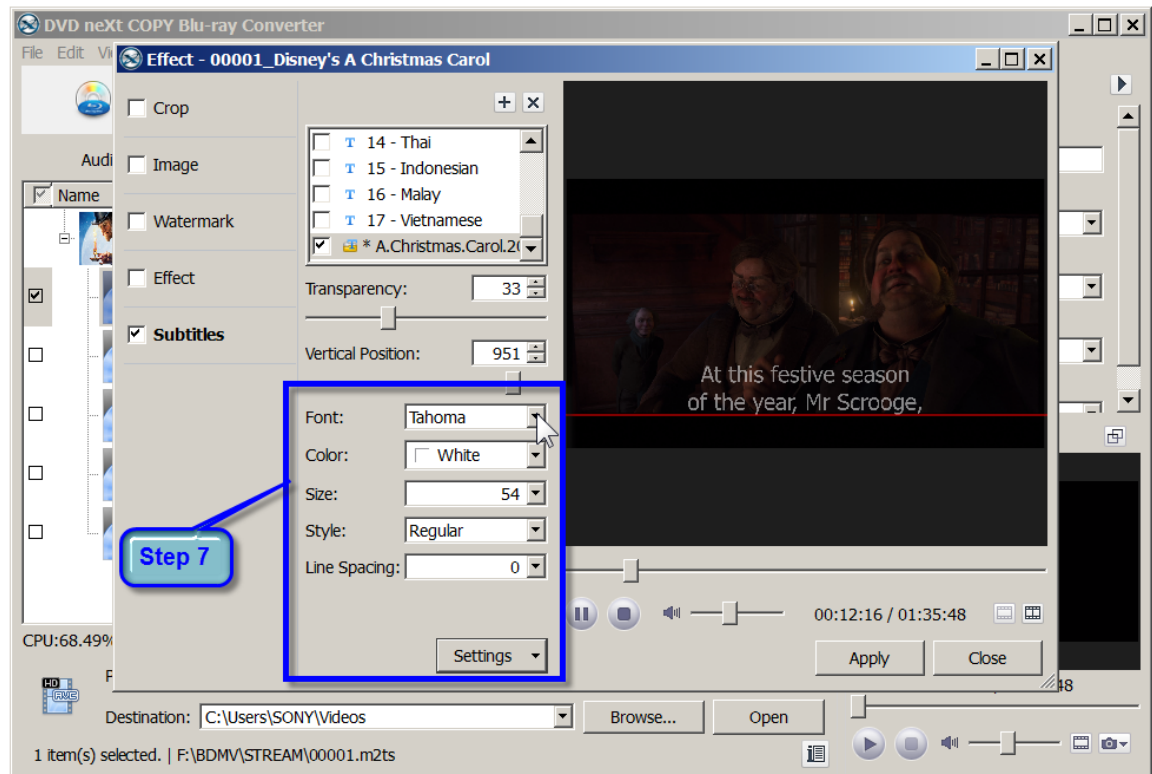 DVD neXt COPY Blu-ray Converter
File Edit
Effect - 00001_Disney's A Christmas Carol
Crop
Image
Watermark
Effect
Subtitles
14 - Thai
15 - Indonesian
16 - Malay
17 - Vietnamese
* A.Christmas.Carol.20
Transparency: 33
Vertical Position: 951
Font: Tahoma
Color: White
Size: 54
Style: Regular
Line Spacing: 0
Settings
Step 7
At this festive season
of the year, Mr Scrooge,
00:12:16 / 01:35:48
Apply Close
Name
CPU:68.49%
HD
AVC
Destination: C:\Users\SONY\Videos Browse... Open
1 item(s) selected. | F:\BDMV\STREAM\00001.m2ts